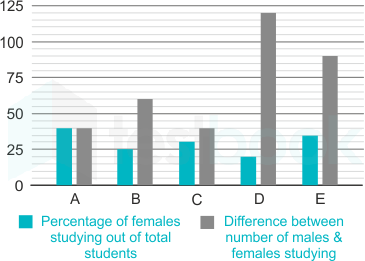 125
100
75
50
25
0
A B C D E
Percentage of females
studying out of total
students
Difference between
number of males &
females studying
testbook